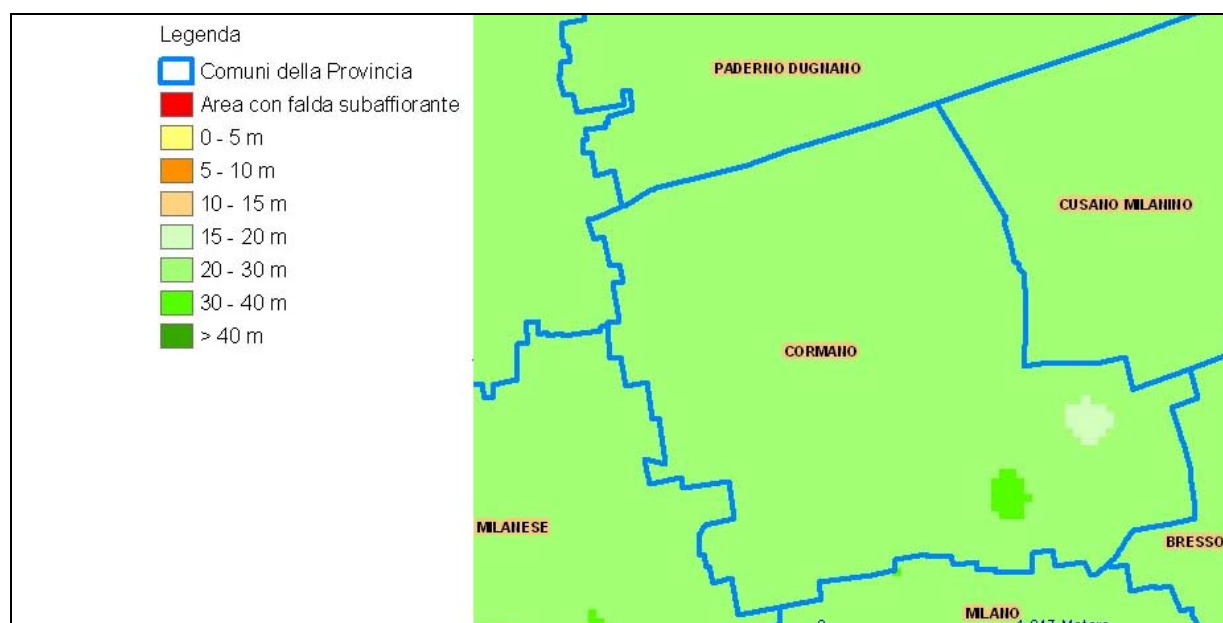 Legenda
Comuni della Provincia
Area con falda subaffiorante
0 - 5 m
5 - 10 m
10 - 15 m
15 - 20 m
20 - 30 m
30 - 40 m
> 40 m
PADERNO DUGNANO
CUSANO MILANINO
CORMANO
MILANESE
BRESSO
MILANO